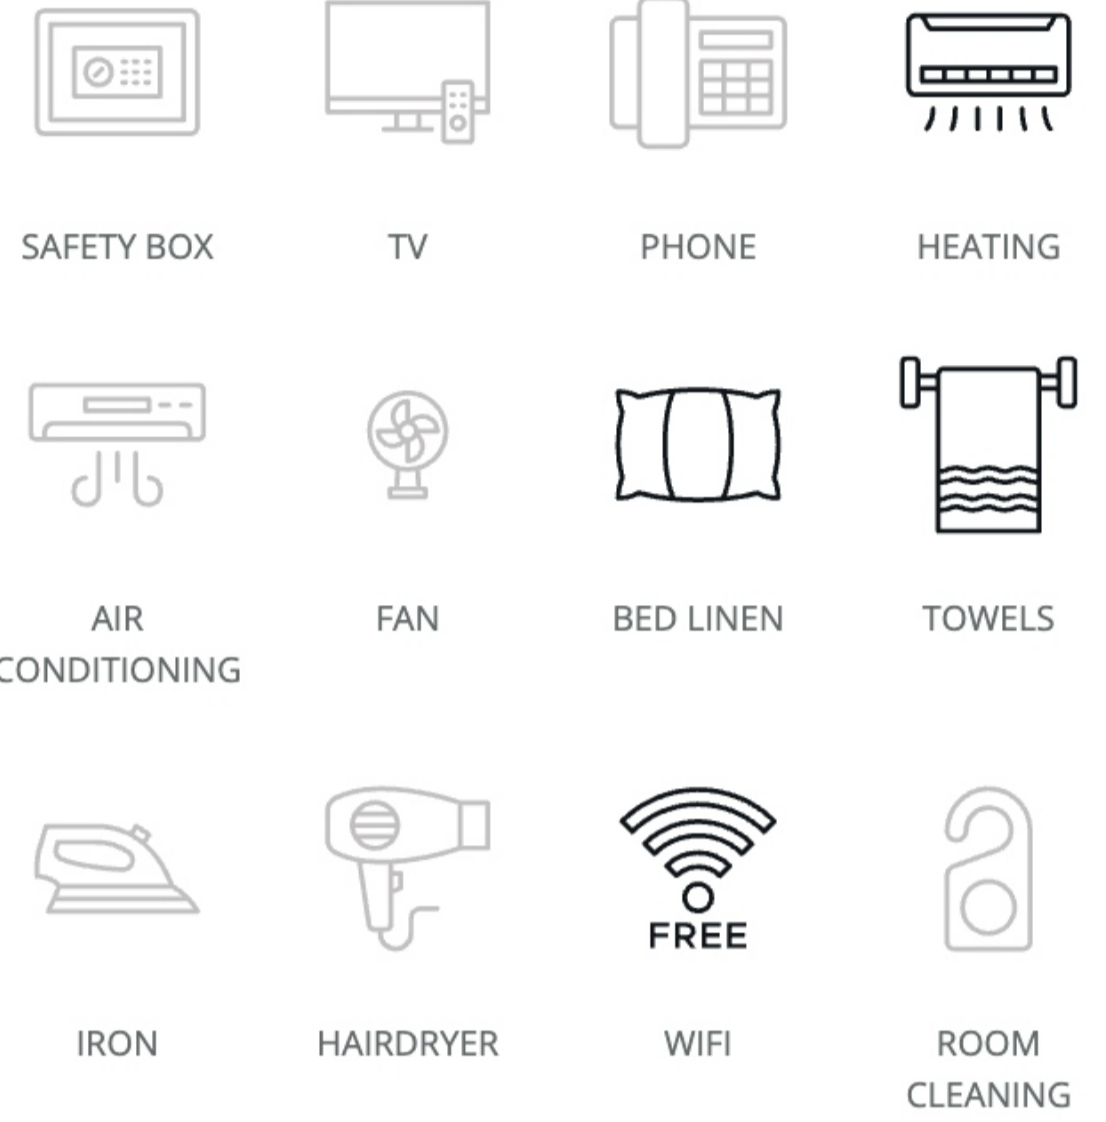 SAFETY BOX
TV
PHONE
HEATING
AIR
CONDITIONING
FAN
BED LINEN
TOWELS
IRON
HAIRDRYER
FREE
WIFI
ROOM
CLEANING